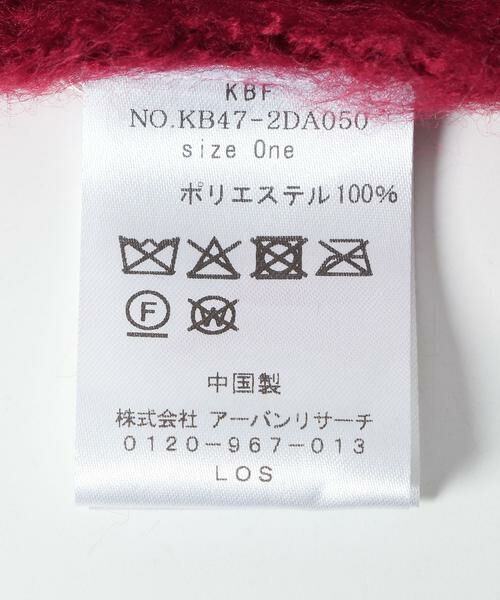 KBF
NO.KB47-2DA050
size One
ポリエステル100%
F W
中国製
株式会社 アーバンリサーチ
0120-967-013
LOS